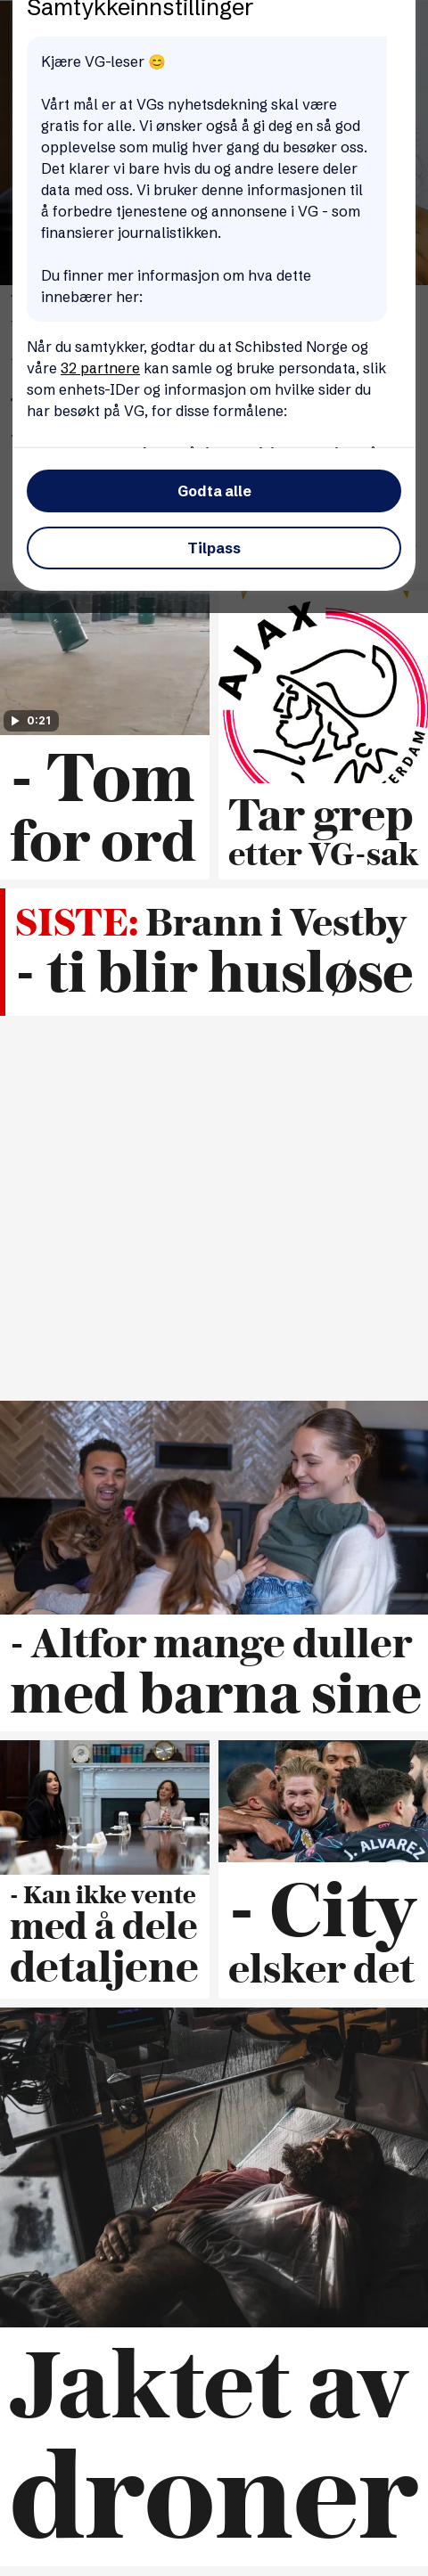 Samtykkeinnstillinger
Kjære VG-leser 😊
Vårt mål er at VGs nyhetsdekning skal være
gratis for alle. Vi ønsker også å gi deg en så god
opplevelse som mulig hver gang du besøker oss.
Det klarer vi bare hvis du og andre lesere deler
data med oss. Vi bruker denne informasjonen til
å forbedre tjenestene og annonsene i VG - som
finansierer journalistikken.
Du finner mer informasjon om hva dette
innebærer her:
Når du samtykker, godtar du at Schibsted Norge og
våre 32 partnere kan samle og bruke persondata, slik
som enhets-IDer og informasjon om hvilke sider du
har besøkt på VG, for disse formålene:
Godta alle
Tilpass
0:21
- Tom
for ord
AJAX
Tar grep
etter VG-sak
SISTE: Brann i Vestby
- ti blir husløse
- Altfor mange duller
med barna sine
- Kan ikke vente
med å dele
detaljene
J. ALVAREZ
- City
elsker det
Jaktet av
droner